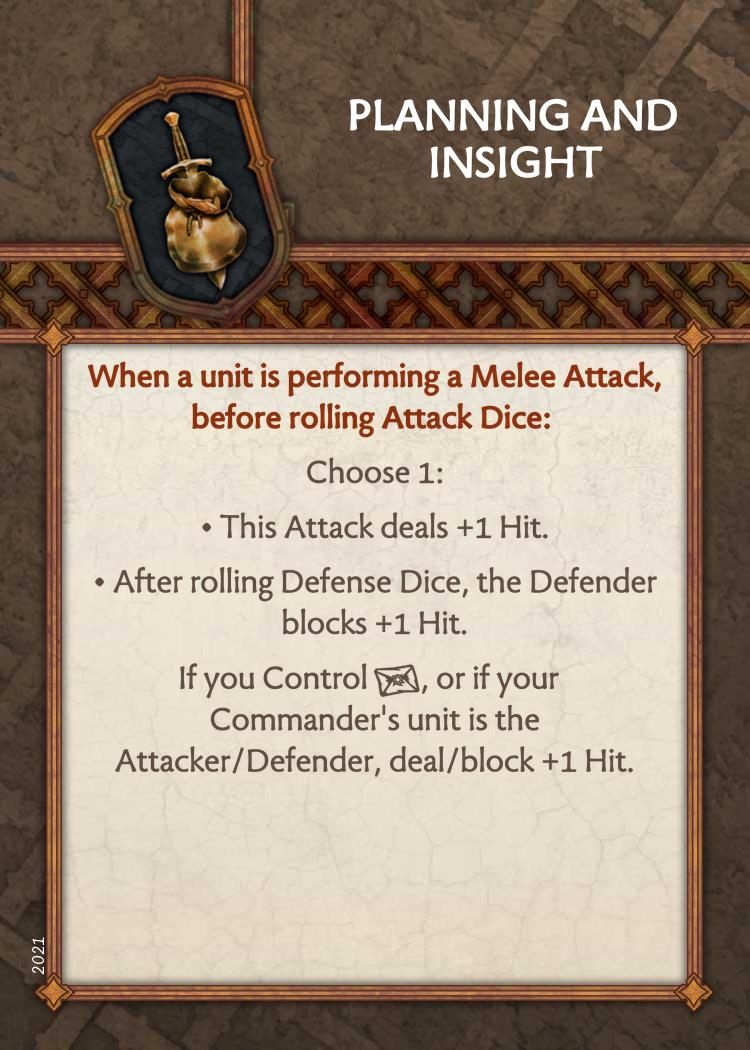 PLANNING AND
INSIGHT
When a unit is performing a Melee Attack,
before rolling Attack Dice:
Choose 1:
• This Attack deals +1 Hit.
• After rolling Defense Dice, the Defender
blocks +1 Hit.
If you Control , or if your
Commander's unit is the
Attacker/Defender, deal/block +1 Hit.
2021